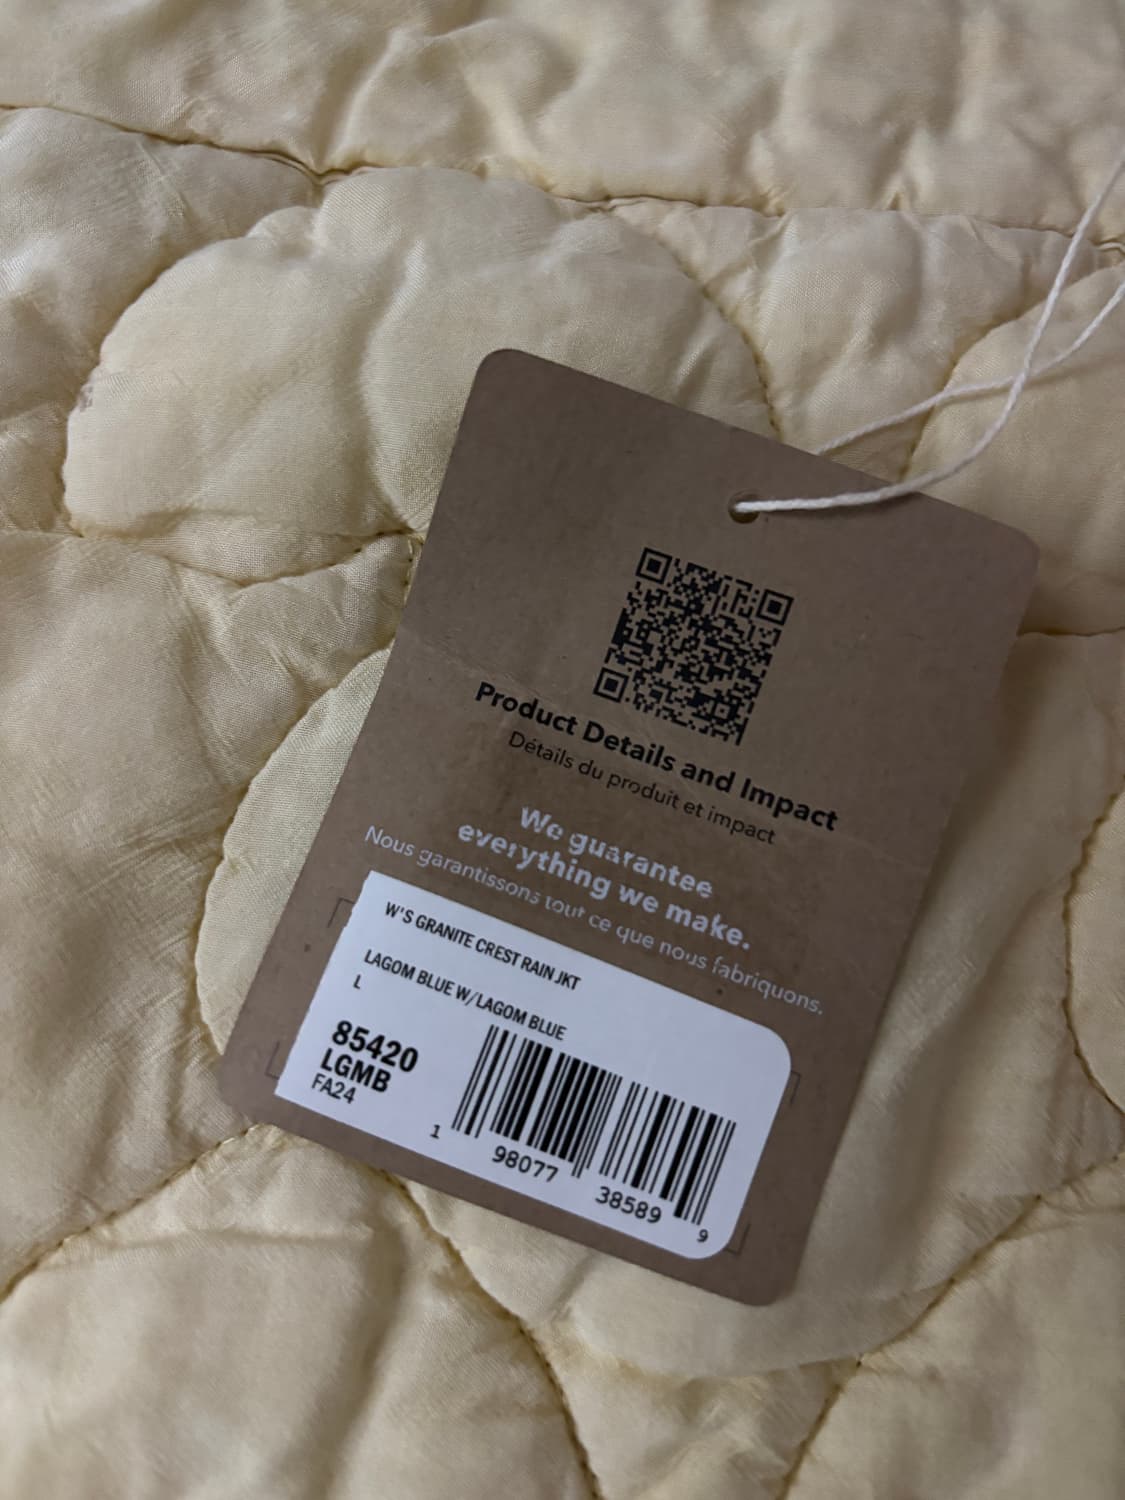 Product Details and Impact
Détails du produit et impact
We guarantee
everything we make.
Nous garantissons tout ce que nous fabriquons.
W'S GRANITE CREST RAIN JKT
LAGOM BLUE W/LAGOM BLUE
L
85420
LGMB
FA24
1 98077 38589 9